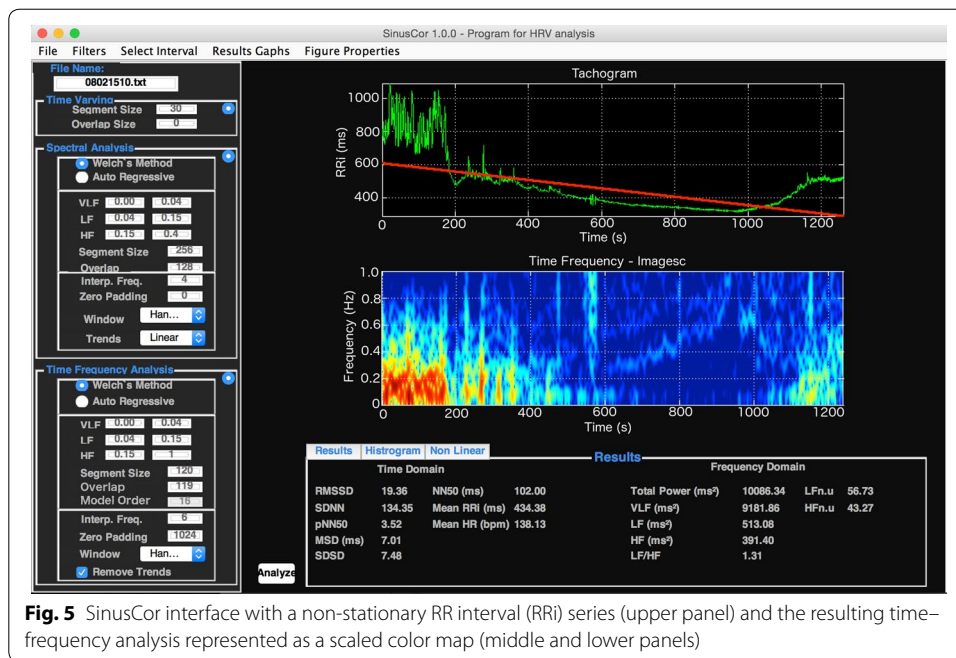 SinusCor 1.0.0 - Program for HRV analysis
File Filters Select Interval Results Gaphs Figure Properties
File Name:
08021510.txt
Time Varying
Segment Size 30
Overlap Size 0
Spectral Analysis
Welch's Method
Auto Regressive
VLF 0.00 0.04
LF 0.04 0.15
HF 0.15 0.4
Segment Size 256
Overlap 128
Interp. Freq. 4
Zero Padding 0
Window Han...
Trends Linear
Time Frequency Analysis
Welch's Method
Auto Regressive
VLF 0.00 0.04
LF 0.04 0.15
HF 0.15 1
Segment Size 120
Overlap 119
Model Order 16
Interp. Freq. 6
Zero Padding 1024
Window Han...
Remove Trends
Tachogram
RRi (ms)
1000
800
600
400
0 200 400 600 800 1000 1200
Time (s)
Time Frequency - Imagesc
Frequency (Hz)
1.0
0.8
0.6
0.4
0.2
0
0 200 400 600 800 1000 1200
Time (s)
Analyze
Results Histogram Non Linear
Results
Time Domain Frequency Domain
RMSSD 19.36 NN50 (ms) 102.00 Total Power (ms²) 10086.34 LFn.u 56.73
SDNN 134.35 Mean RRi (ms) 434.38 VLF (ms²) 9181.86 HFn.u 43.27
pNN50 3.52 Mean HR (bpm) 138.13 LF (ms²) 513.08
MSD (ms) 7.01 HF (ms²) 391.40
SDSD 7.48 LF/HF 1.31
Fig. 5 SinusCor interface with a non-stationary RR interval (RRi) series (upper panel) and the resulting time–
frequency analysis represented as a scaled color map (middle and lower panels)